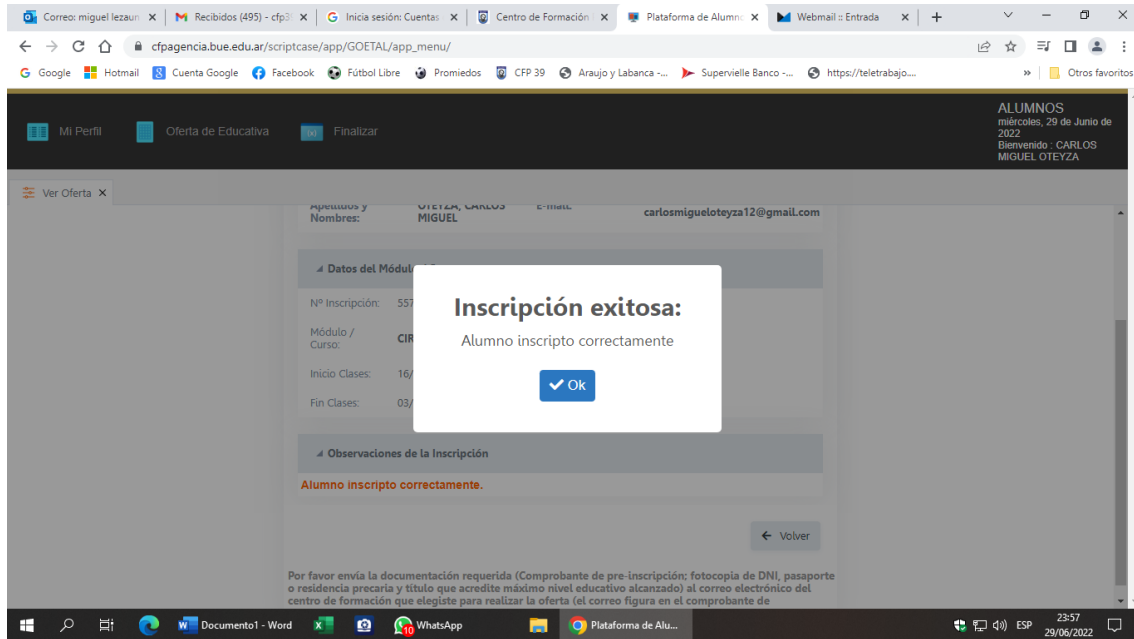 Correo: miguel lezaun
Recibidos (495) - cfp3
Inicia sesión: Cuentas
Centro de Formación
Plataforma de Alumno
Webmail :: Entrada
cfpagencia.bue.edu.ar/scriptcase/app/GOETAL/app_menu/
Google Hotmail Cuenta Google Facebook Fútbol Libre Promiedos CFP 39 Araujo y Labanca -... Supervielle Banco -... https://teletrabajo.... » Otros favoritos
Mi Perfil Oferta de Educativa Finalizar
ALUMNOS
miércoles, 29 de Junio de
2022
Bienvenido : CARLOS
MIGUEL OTEYZA
Ver Oferta
Apellidos y OTEYZA, CARLOS E-mail:
Nombres: MIGUEL carlosmigueloteyza12@gmail.com
Datos del Módul
Nº Inscripción: 557
Módulo /
Curso: CIR
Inicio Clases: 16/
Fin Clases: 03/
Inscripción exitosa:
Alumno inscripto correctamente
Ok
Observaciones de la Inscripción
Alumno inscripto correctamente.
Volver
Por favor envía la documentación requerida (Comprobante de pre-inscripción; fotocopia de DNI, pasaporte
o residencia precaria y título que acredite máximo nivel educativo alcanzado) al correo electrónico del
centro de formación que elegiste para realizar la oferta (el correo figura en el comprobante de
Documento1 - Word
WhatsApp
10
Plataforma de Alu...
ESP
23:57
29/06/2022